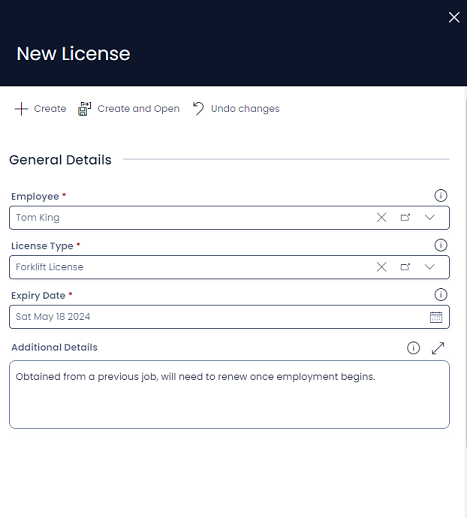 New License
Create Create and Open Undo changes
General Details
Employee *
Tom King
License Type *
Forklift License
Expiry Date *
Sat May 18 2024
Additional Details
Obtained from a previous job, will need to renew once employment begins.